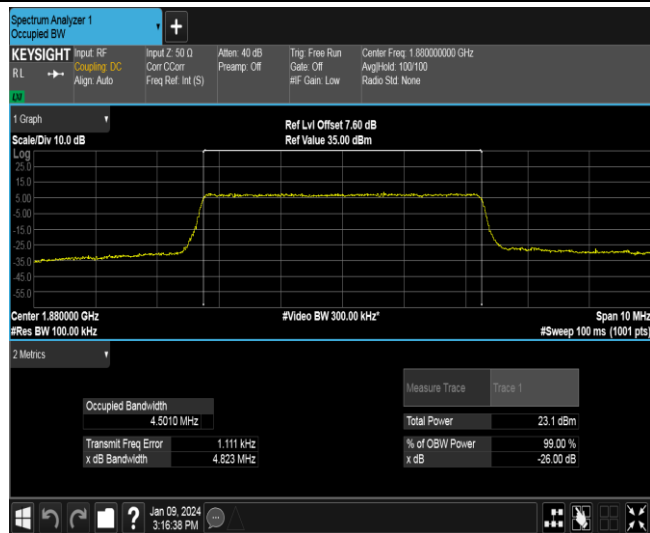 Spectrum Analyzer 1
Occupied BW
+
KEYSIGHT
RL
Input: RF
Coupling: DC
Align: Auto
Input Z: 50 Ω
Corr CCorr
Freq Ref: Int (S)
Atten: 40 dB
Preamp: Off
Trig: Free Run
Gate: Off
#IF Gain: Low
Center Freq: 1.880000000 GHz
Avg|Hold: 100/100
Radio Std: None
1 Graph
Scale/Div 10.0 dB
Ref Lvl Offset 7.60 dB
Ref Value 35.00 dBm
Log
25.0
15.0
5.00
-5.00
-15.0
-25.0
-35.0
-45.0
-55.0
Center 1.880000 GHz
#Res BW 100.00 kHz
#Video BW 300.00 kHz*
Span 10 MHz
#Sweep 100 ms (1001 pts)
2 Metrics
Measure Trace Trace 1
Occupied Bandwidth
4.5010 MHz
Total Power 23.1 dBm
Transmit Freq Error 1.111 kHz
% of OBW Power 99.00 %
x dB Bandwidth 4.823 MHz
x dB -26.00 dB
?
Jan 09, 2024
3:16:38 PM